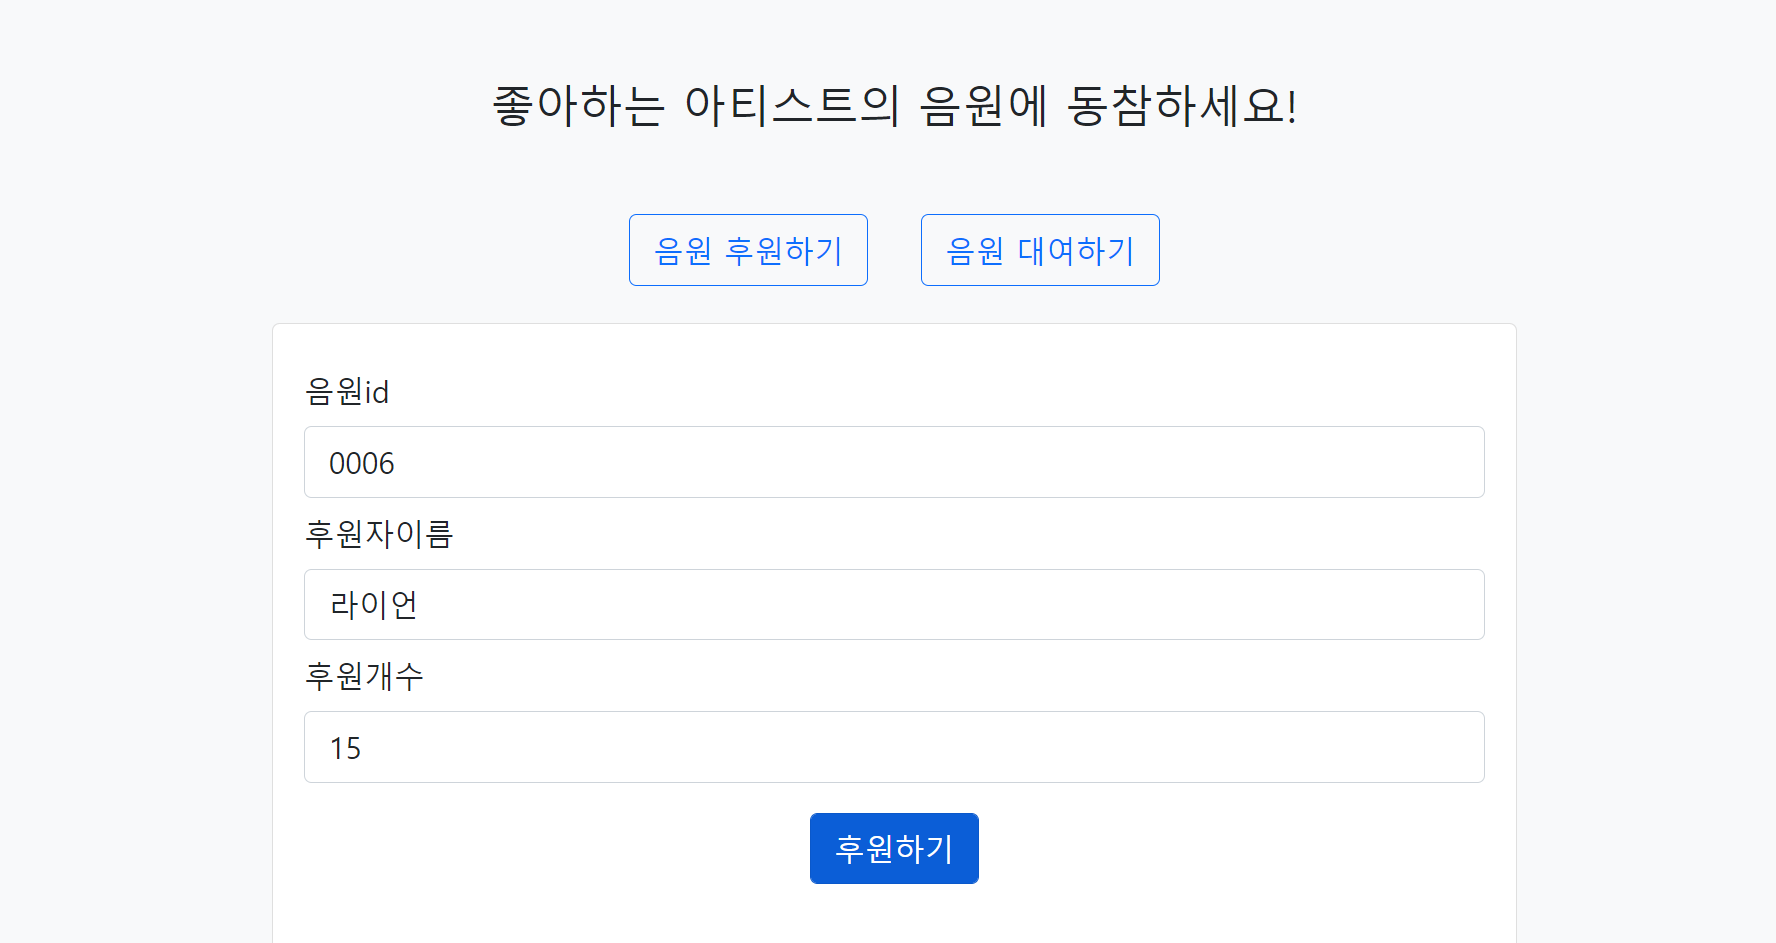 좋아하는 아티스트의 음원에 동참하세요!
음원 후원하기 음원 대여하기
음원id
0006
후원자이름
라이언
후원개수
15
후원하기